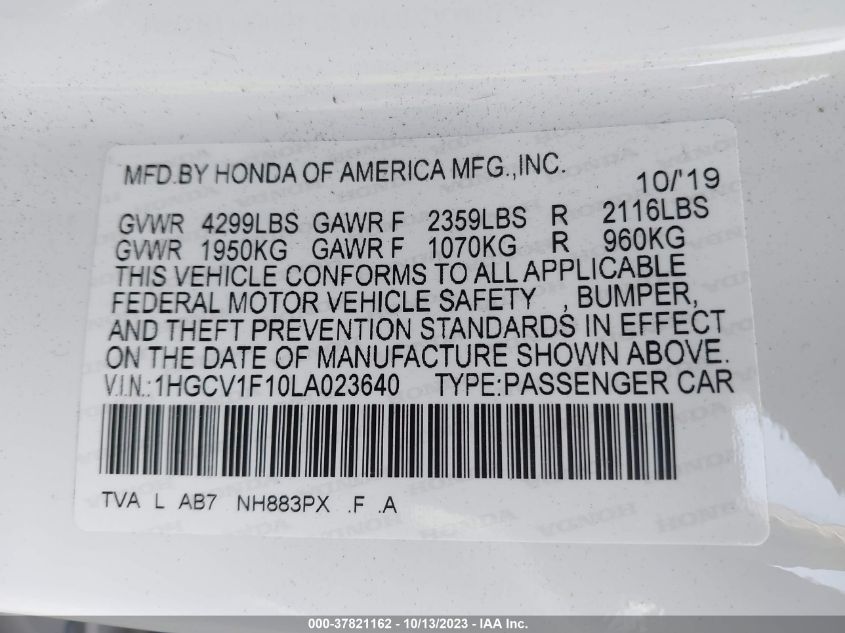 MFD.BY HONDA OF AMERICA MFG.,INC. 10/'19
GVWR 4299LBS GAWR F 2359LBS R 2116LBS
GVWR 1950KG GAWR F 1070KG R 960KG
THIS VEHICLE CONFORMS TO ALL APPLICABLE
FEDERAL MOTOR VEHICLE SAFETY , BUMPER,
AND THEFT PREVENTION STANDARDS IN EFFECT
ON THE DATE OF MANUFACTURE SHOWN ABOVE.
V.I.N.:1HGCV1F10LA023640 TYPE:PASSENGER CAR
TVA L AB7 NH883PX .F .A
000-37821162 - 10/13/2023 - IAA Inc.